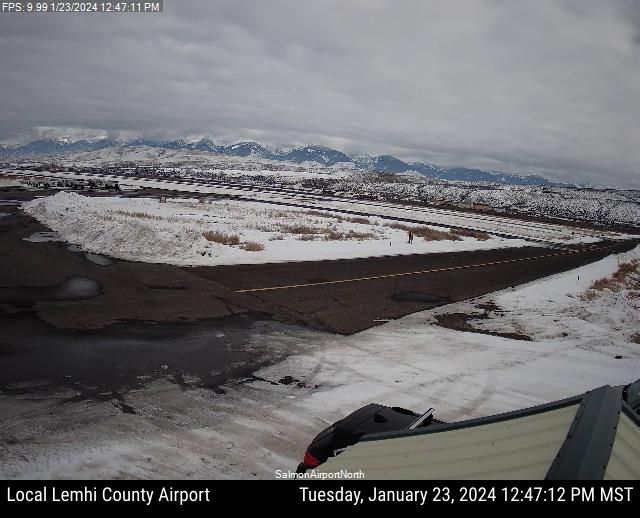 FPS: 9.99 1/23/2024 12:47:11 PM
SalmonAirportNorth
Local Lemhi County Airport Tuesday, January 23, 2024 12:47:12 PM MST